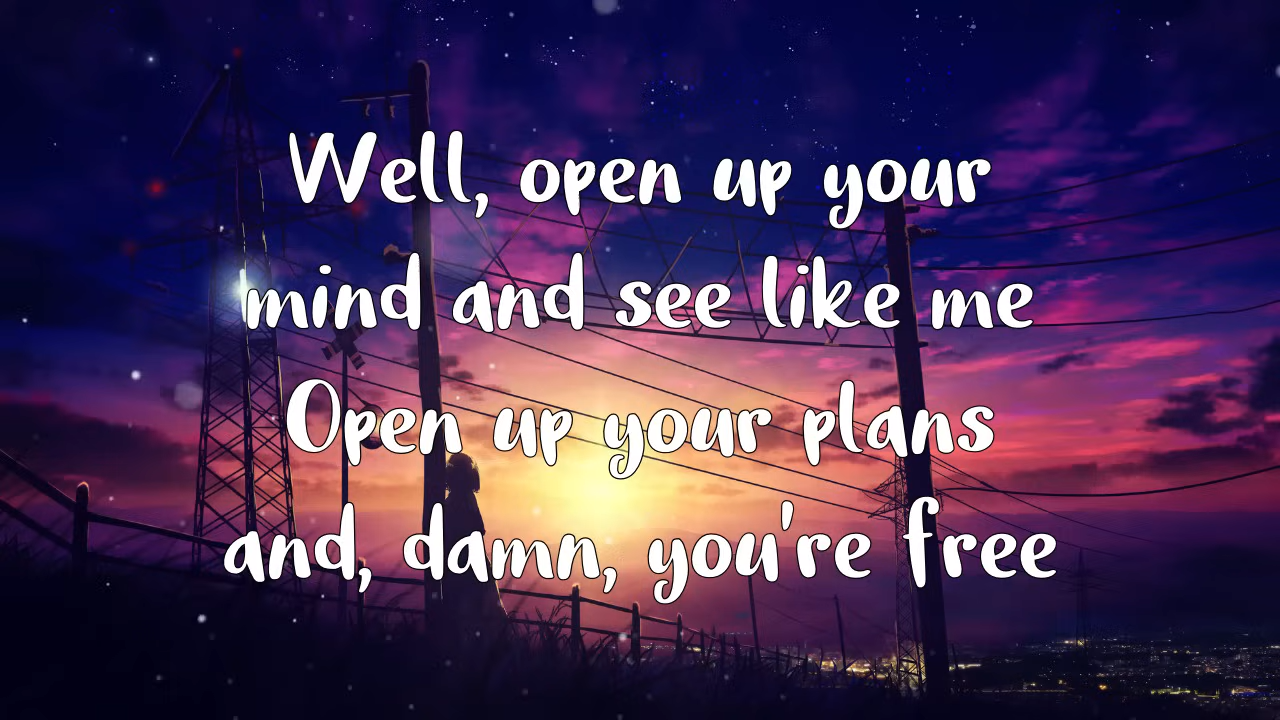 Well, open up your
mind and see like me
Open up your plans
and, damn, you're free